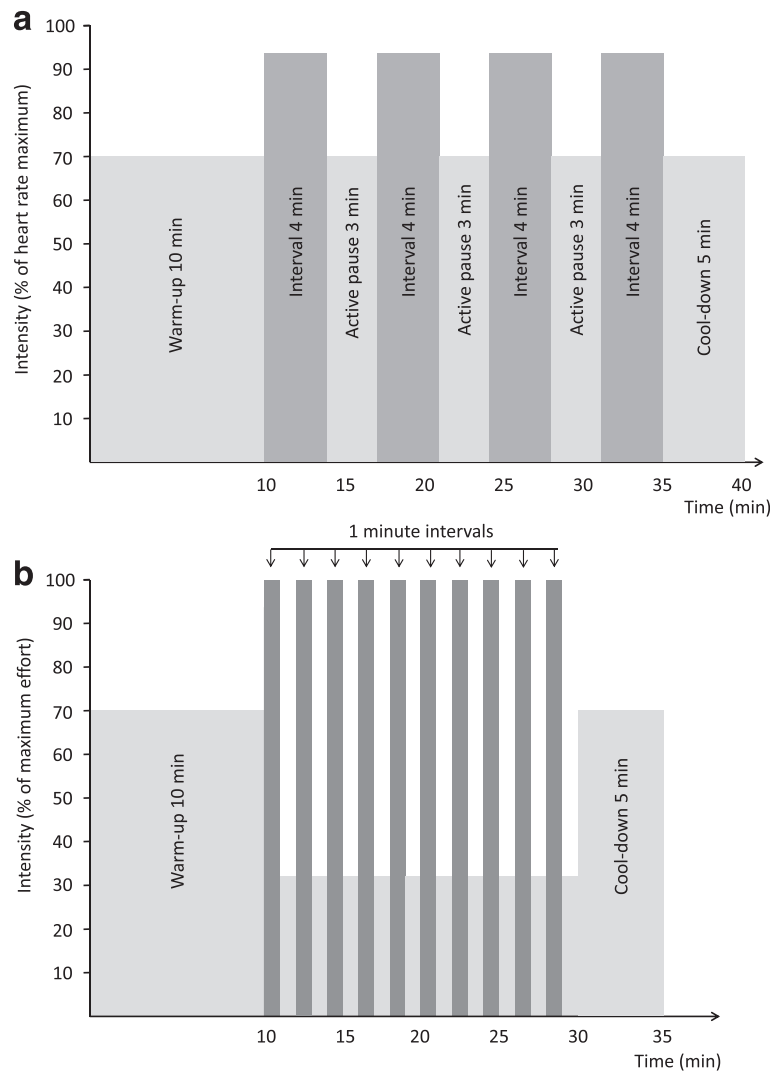 a
Intensity (% of heart rate maximum)
100
90
80
70
60
50
40
30
20
10
Warm-up 10 min
Interval 4 min
Active pause 3 min
Interval 4 min
Active pause 3 min
Interval 4 min
Active pause 3 min
Interval 4 min
Cool-down 5 min
10 15 20 25 30 35 40
Time (min)
1 minute intervals
b
Intensity (% of maximum effort)
100
90
80
70
60
50
40
30
20
10
Warm-up 10 min
Cool-down 5 min
10 15 20 25 30 35
Time (min)